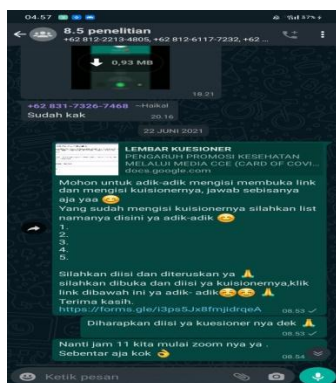 04.57
37%
8.5 penelitian
+62 812-2213-4805, +62 812-6117-7232, +62 ...
0,93 MB
18.21
+62 831-7326-7468 ~Haikal
Sudah kak
20.16
22 JUNI 2021
LEMBAR KUESIONER
PENGARUH PROMOSI KESEHATAN
MELALUI MEDIA CCE (CARD OF COVI...
docs.google.com
Mohon untuk adik-adik mengisi membuka link
dan mengisi kuisionernya, jawab sebisanya
aja yaa 😊
Yang sudah mengisi kuisionernya silahkan list
namanya disini ya adik-adik 😊
1.
2.
3.
4.
5.
Silahkan diisi dan diteruskan ya 🙏
silahkan dibuka dan diisi ya kuisionernya,klik
link dibawah ini ya adik- adik😊😊 🙏
Terima kasih.
https://forms.gle/i3ps5Jx8fmjidrqeA
08.53
Diharapkan diisi ya kuesioner nya dek 🙏
08.53
Nanti jam 11 kita mulai zoom nya ya .
Sebentar aja kok 👌
08.54
Ketik pesan